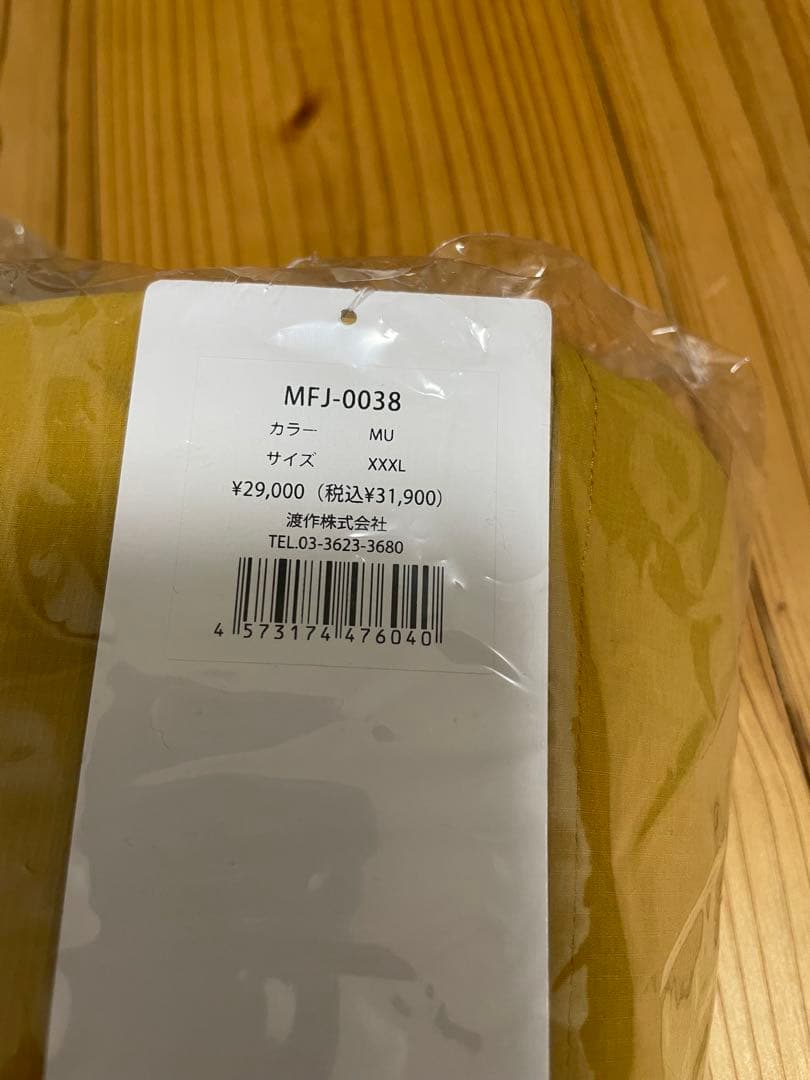 MFJ-0038
カラー MU
サイズ XXXL
¥29,000（税込¥31,900）
渡作株式会社
TEL.03-3623-3680
4 573174 476040